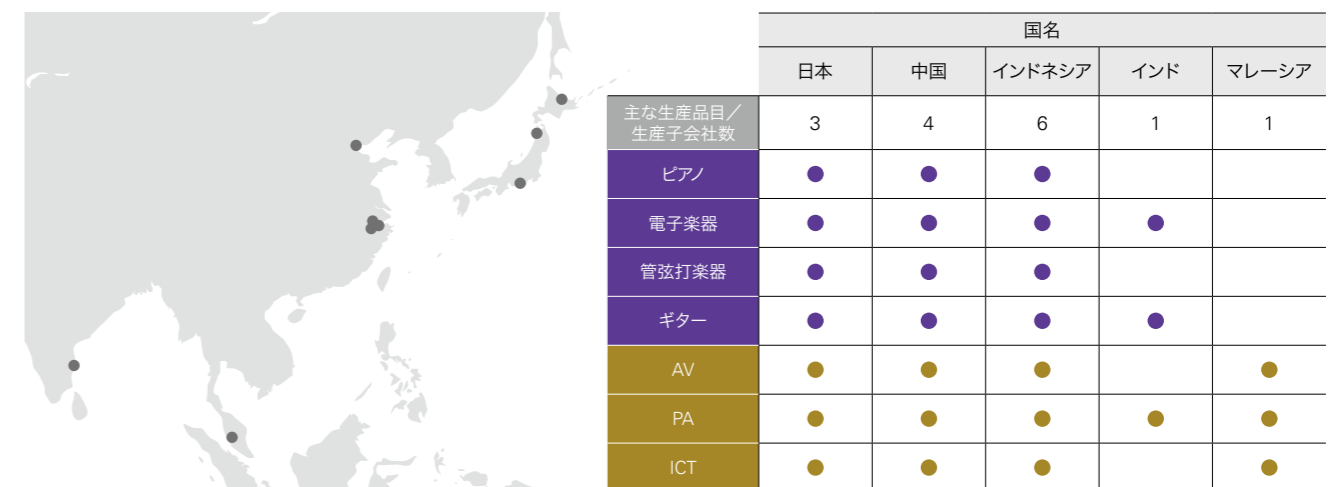 国名
日本 中国 インドネシア インド マレーシア
主な生産品目／
生産子会社数 3 4 6 1 1
ピアノ ● ● ●
電子楽器 ● ● ● ●
管弦打楽器 ● ● ●
ギター ● ● ● ●
AV ● ● ● ●
PA ● ● ● ● ●
ICT ● ● ● ●